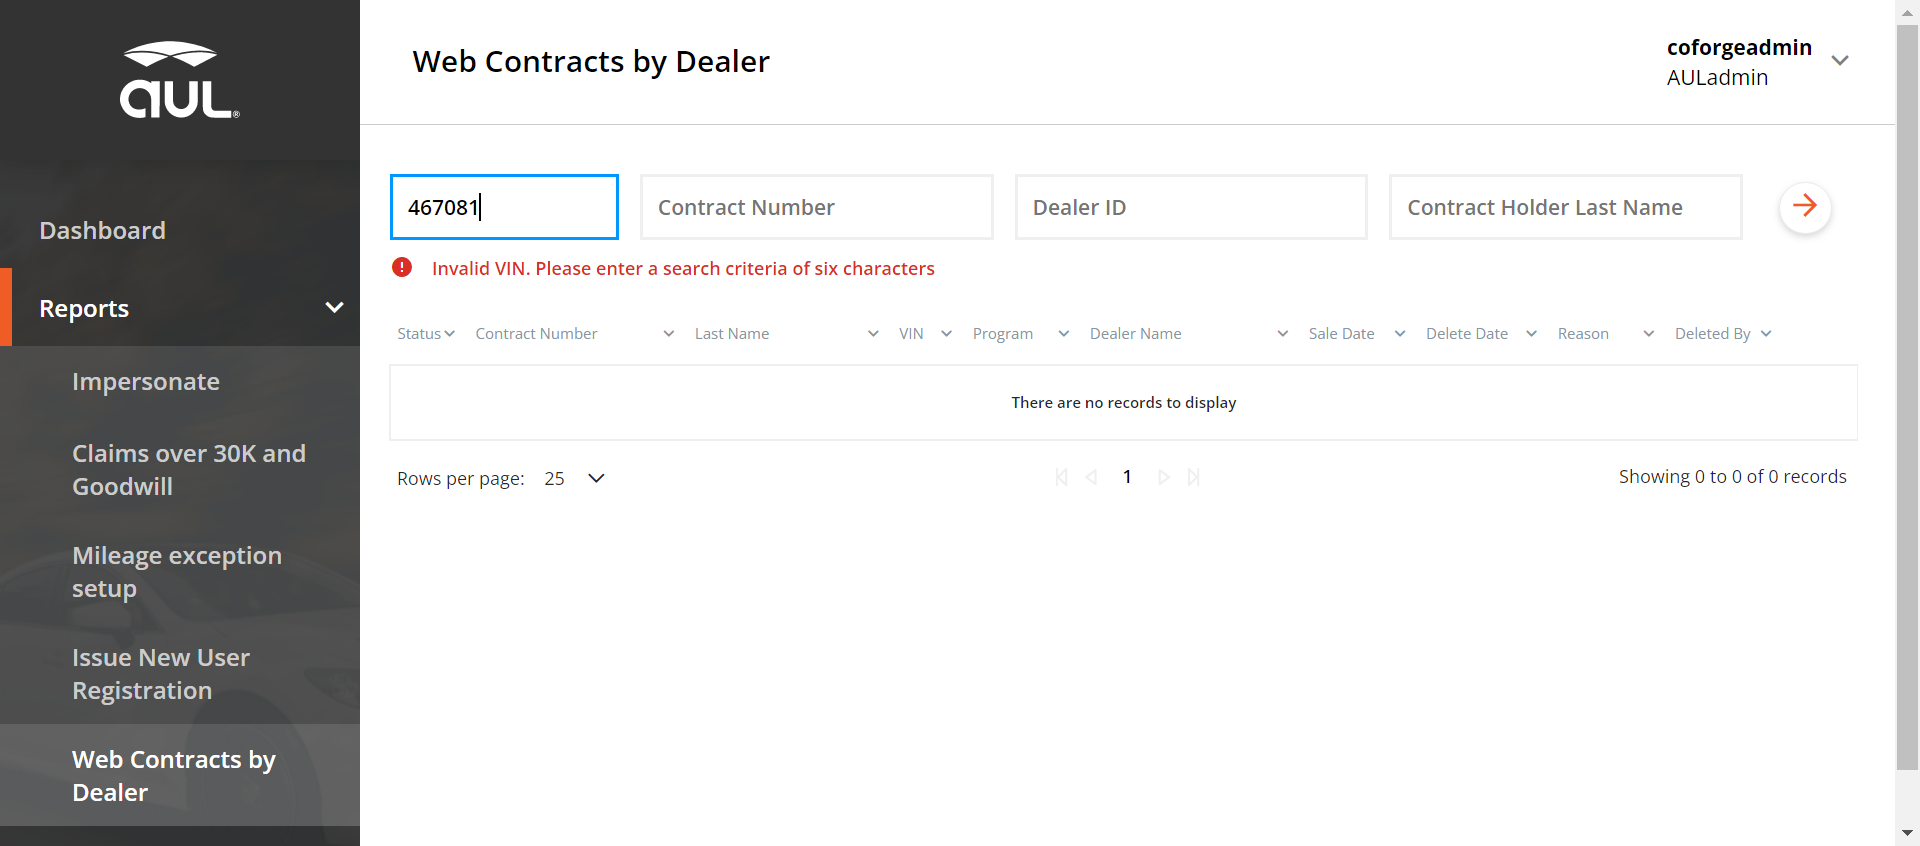 aUL®
Dashboard
Reports
Impersonate
Claims over 30K and
Goodwill
Mileage exception
setup
Issue New User
Registration
Web Contracts by
Dealer
Web Contracts by Dealer
coforgeadmin
AULadmin
467081 Contract Number Dealer ID Contract Holder Last Name
Invalid VIN. Please enter a search criteria of six characters
Status Contract Number Last Name VIN Program Dealer Name Sale Date Delete Date Reason Deleted By
There are no records to display
Rows per page: 25 1 Showing 0 to 0 of 0 records